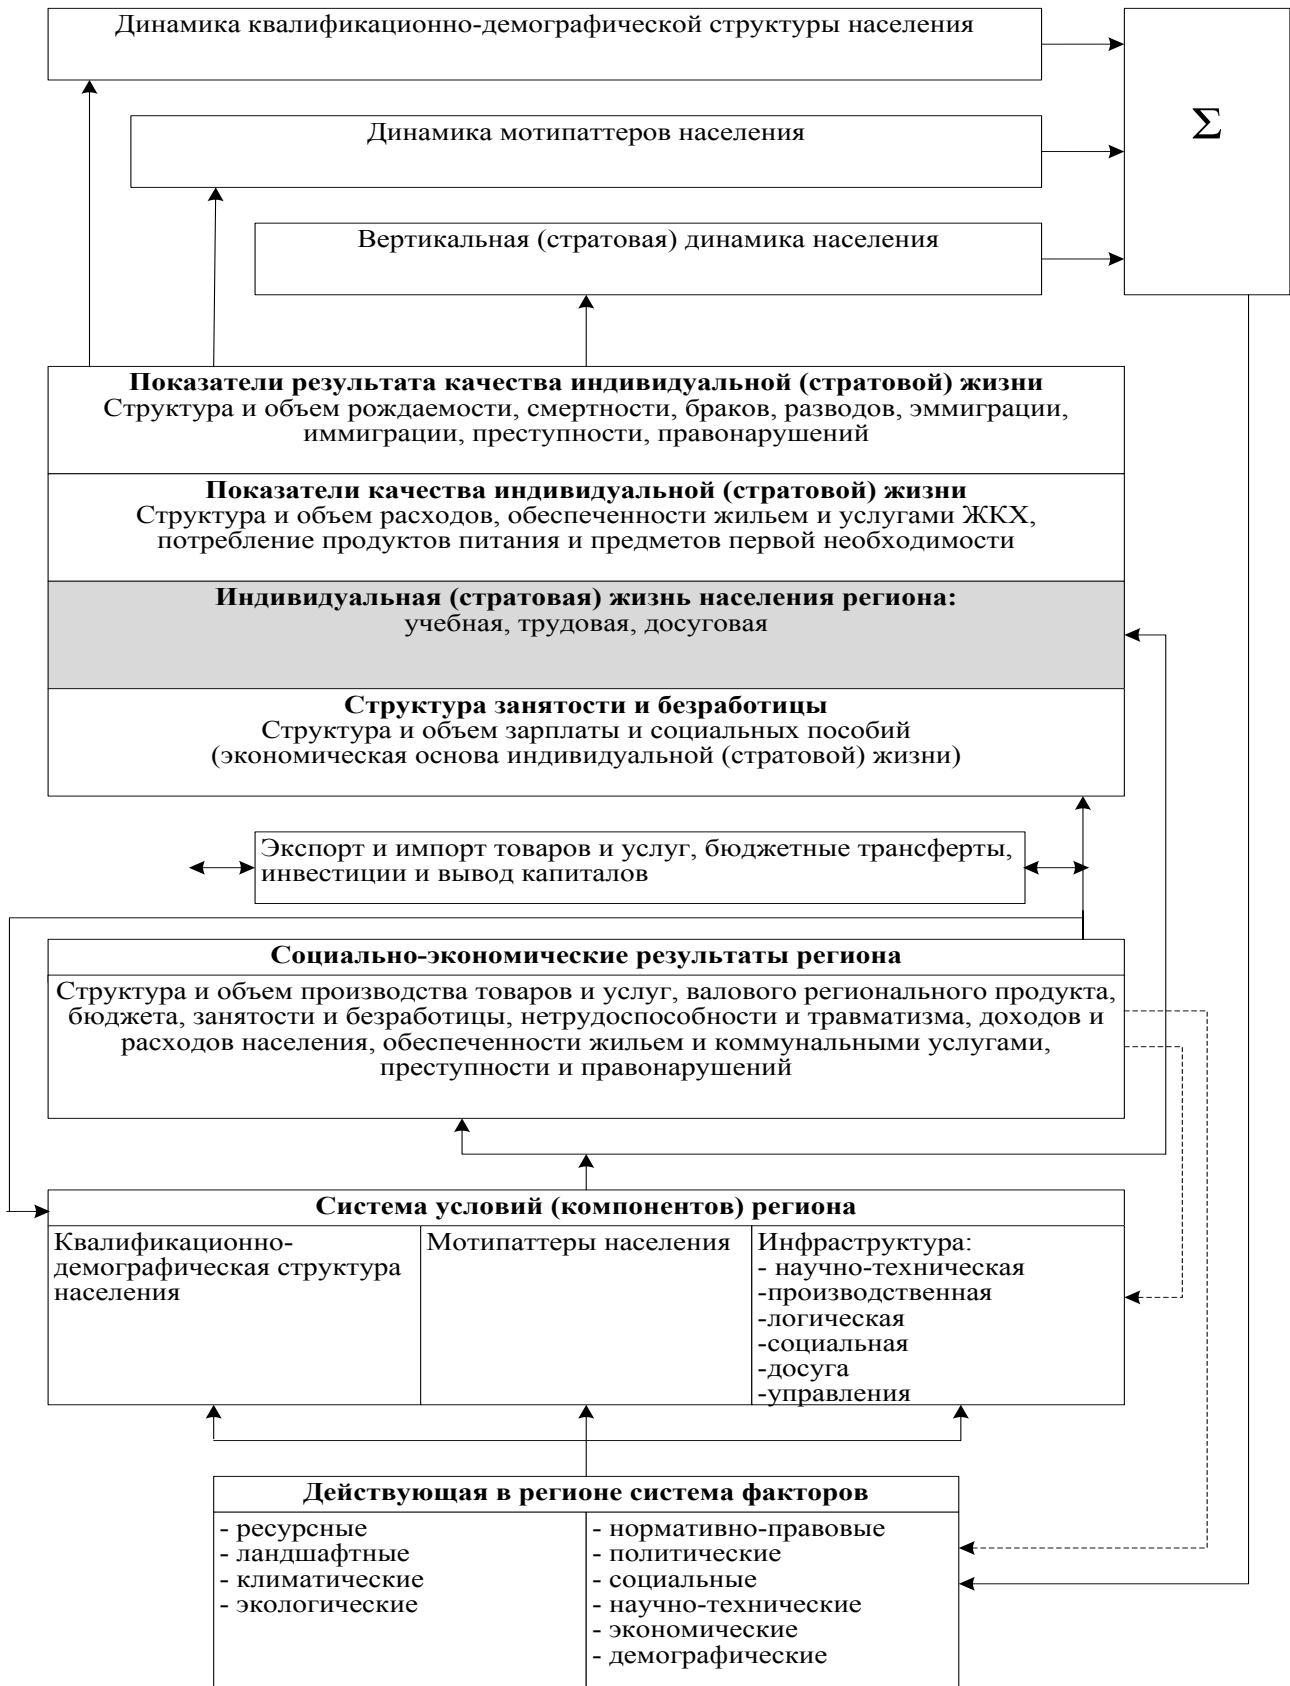 Динамика квалификационно-демографической структуры населения
Σ
Динамика мотипаттеров населения
Вертикальная (стратовая) динамика населения
Показатели результата качества индивидуальной (стратовой) жизни
Структура и объем рождаемости, смертности, браков, разводов, эммиграции,
иммиграции, преступности, правонарушений
Показатели качества индивидуальной (стратовой) жизни
Структура и объем расходов, обеспеченности жильем и услугами ЖКХ,
потребление продуктов питания и предметов первой необходимости
Индивидуальная (стратовая) жизнь населения региона:
учебная, трудовая, досуговая
Структура занятости и безработицы
Структура и объем зарплаты и социальных пособий
(экономическая основа индивидуальной (стратовой) жизни)
Экспорт и импорт товаров и услуг, бюджетные трансферты,
инвестиции и вывод капиталов
Социально-экономические результаты региона
Структура и объем производства товаров и услуг, валового регионального продукта,
бюджета, занятости и безработицы, нетрудоспособности и травматизма, доходов и
расходов населения, обеспеченности жильем и коммунальными услугами,
преступности и правонарушений
Система условий (компонентов) региона
Квалификационно-
демографическая структура
населения
Мотипаттеры населения
Инфраструктура:
- научно-техническая
-производственная
-логическая
-социальная
-досуга
-управления
Действующая в регионе система факторов
- ресурсные
- ландшафтные
- климатические
- экологические
- нормативно-правовые
- политические
- социальные
- научно-технические
- экономические
- демографические